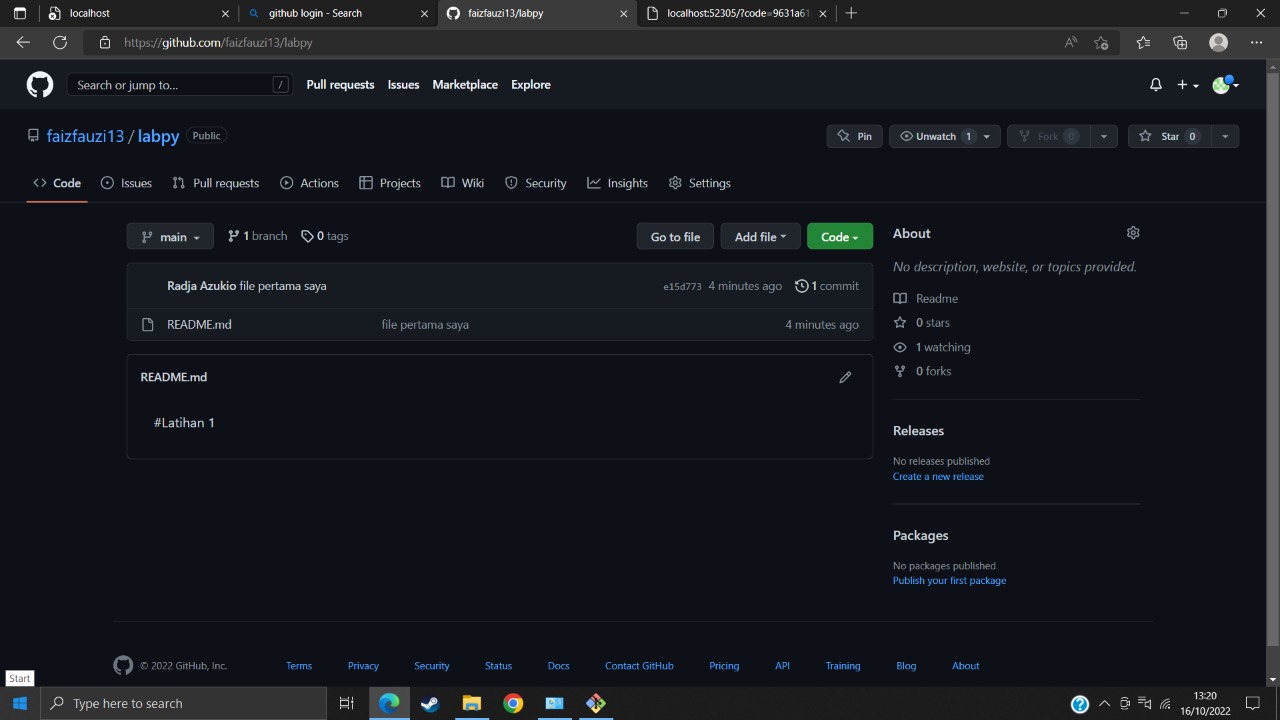 localhost
github login - Search
faizfauzi13/labpy
localhost:52305/?code=9631a61
https://github.com/faizfauzi13/labpy
Search or jump to... /
Pull requests Issues Marketplace Explore
faizfauzi13 / labpy Public
Pin Unwatch 1 Fork 0 Star 0
Code Issues Pull requests Actions Projects Wiki Security Insights Settings
main 1 branch 0 tags Go to file Add file Code
Radja Azukio file pertama saya e15d773 4 minutes ago 1 commit
README.md file pertama saya 4 minutes ago
README.md
#Latihan 1
About
No description, website, or topics provided.
Readme
0 stars
1 watching
0 forks
Releases
No releases published
Create a new release
Packages
No packages published
Publish your first package
© 2022 GitHub, Inc. Terms Privacy Security Status Docs Contact GitHub Pricing API Training Blog About
Start
Type here to search
13:20
16/10/2022